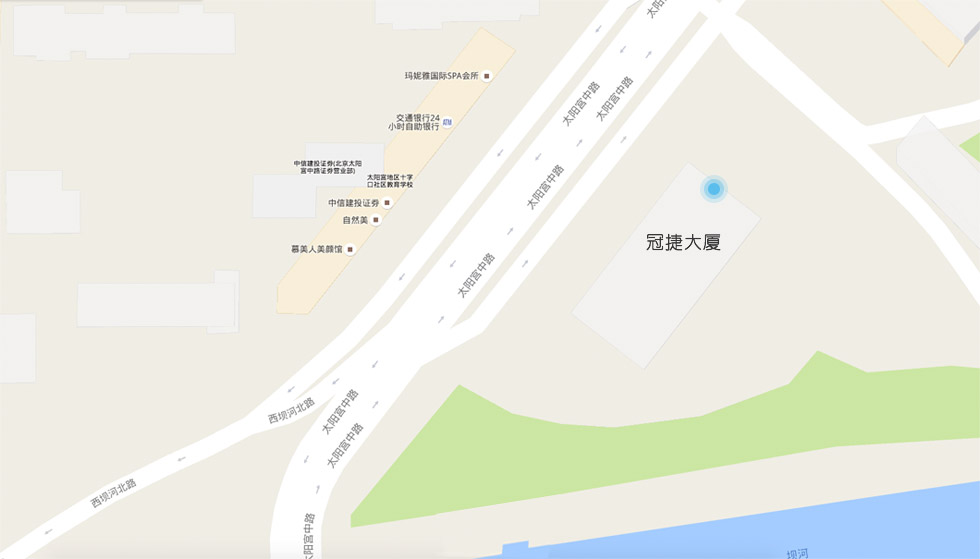 太阳
玛妮雅国际SPA会所
太阳宫中路
太阳宫中路
交通银行24
小时自助银行
中信建投证券(北京太阳
宫中路证券营业部)
太阳宫地区十字
口社区教育学校
太阳宫中路
中信建投证券
自然美
冠捷大厦
慕美人美颜馆
太阳宫中路
西坝河北路
太阳宫中路
太阳宫中路
西坝河北路
太阳宫中路
坝河